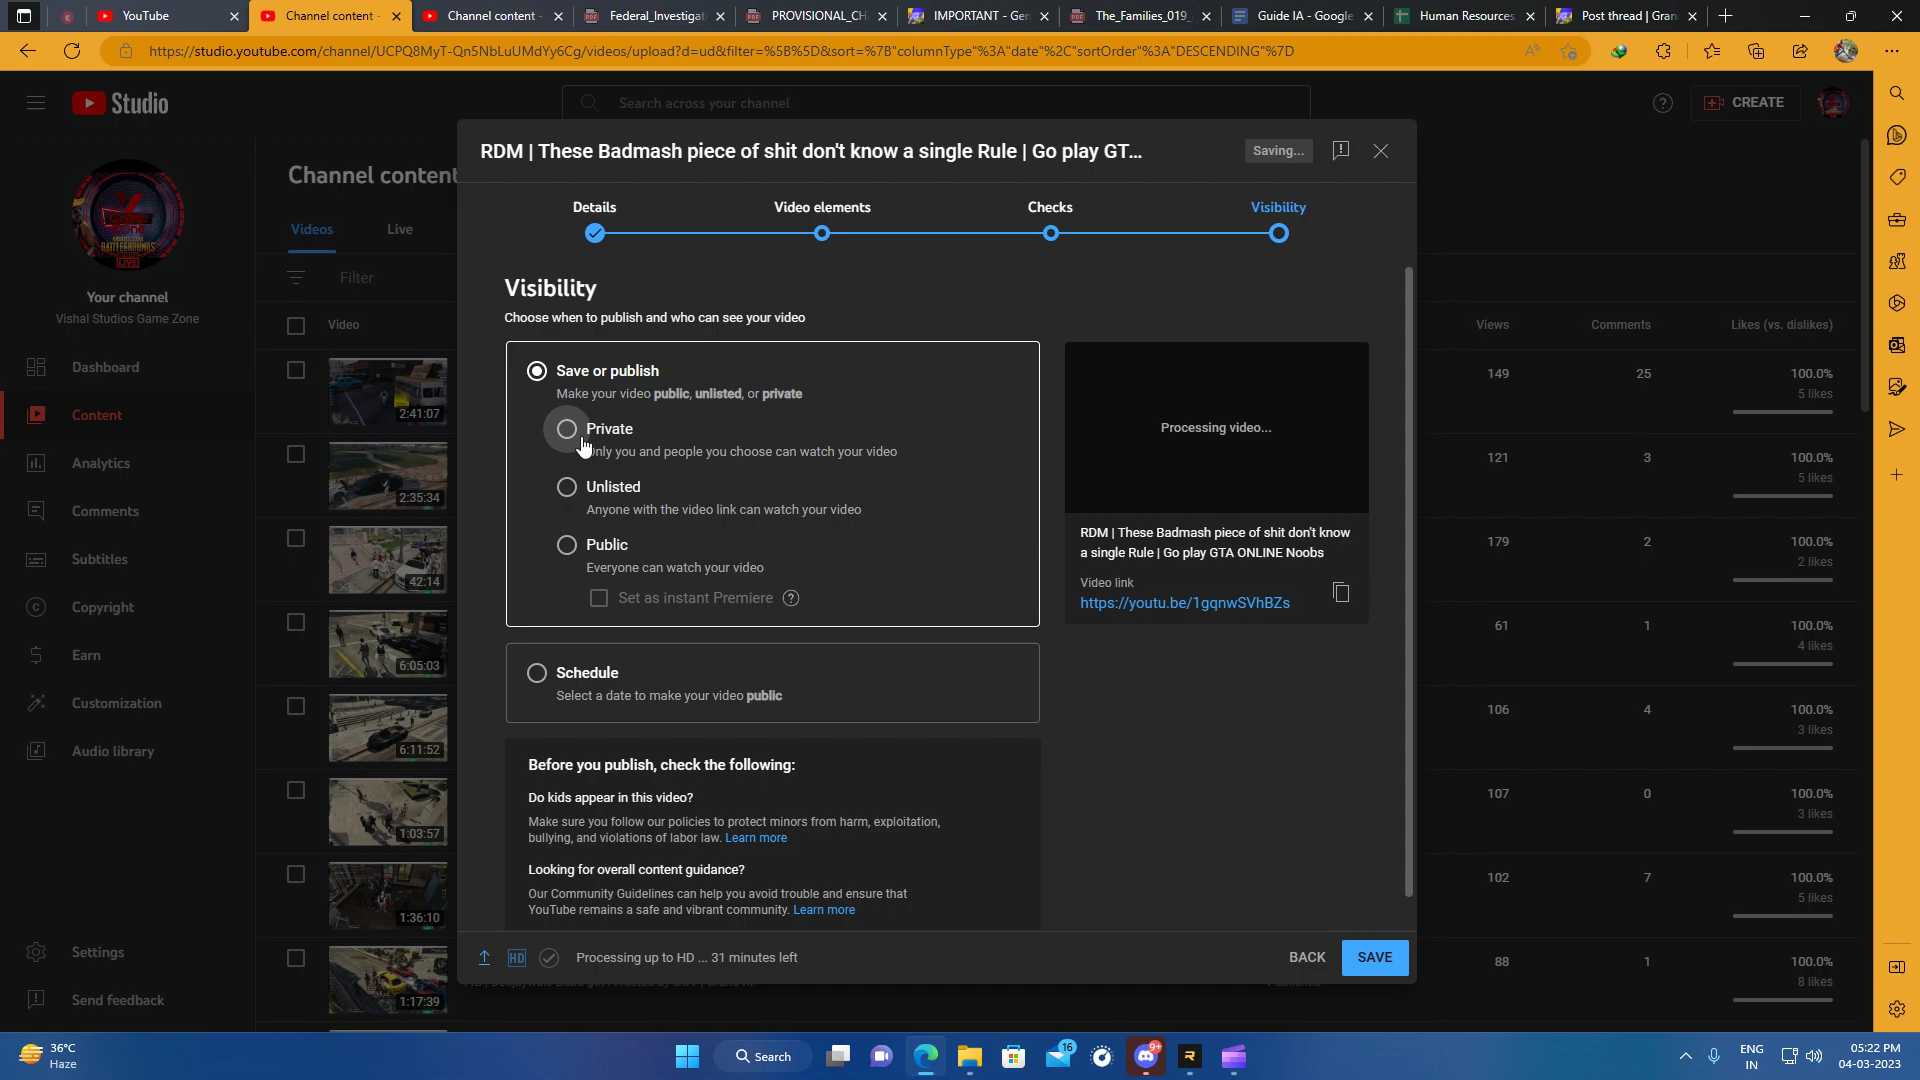 YouTube
Channel content -
Channel content -
Federal_Investiga
PROVISIONAL_CH
IMPORTANT - Gen
The_Families_019_
Guide IA - Google
Human Resources
Post thread | Gran
https://studio.youtube.com/channel/UCPQ8MyT-Qn5NbLuUMdYy6Cg/videos/upload?d=ud&filter=%5B%5D&sort=%7B"columnType"%3A"date"%2C"sortOrder"%3A"DESCENDING"%7D
Studio
Search across your channel
CREATE
Channel content
Videos
Live
Filter
Video
Views
Comments
Likes (vs. dislikes)
Your channel
Vishal Studios Game Zone
Dashboard
Content
Analytics
Comments
Subtitles
Copyright
Earn
Customization
Audio library
Settings
Send feedback
2:41:07
149
25
100.0%
5 likes
2:35:34
121
3
100.0%
5 likes
42:14
179
2
100.0%
2 likes
6:05:03
61
1
100.0%
4 likes
6:11:52
106
4
100.0%
3 likes
1:03:57
107
0
100.0%
3 likes
1:36:10
102
7
100.0%
5 likes
1:17:39
88
1
100.0%
8 likes
RDM | These Badmash piece of shit don't know a single Rule | Go play GT...
Saving...
Details
Video elements
Checks
Visibility
Visibility
Choose when to publish and who can see your video
Save or publish
Make your video public, unlisted, or private
Private
Only you and people you choose can watch your video
Unlisted
Anyone with the video link can watch your video
Public
Everyone can watch your video
Set as instant Premiere
Schedule
Select a date to make your video public
Processing video...
RDM | These Badmash piece of shit don't know
a single Rule | Go play GTA ONLINE Noobs
Video link
https://youtu.be/1gqnwSVhBZs
Before you publish, check the following:
Do kids appear in this video?
Make sure you follow our policies to protect minors from harm, exploitation,
bullying, and violations of labor law. Learn more
Looking for overall content guidance?
Our Community Guidelines can help you avoid trouble and ensure that
YouTube remains a safe and vibrant community. Learn more
HD
Processing up to HD ... 31 minutes left
BACK
SAVE
36°C
Haze
Search
16
9+
ENG
IN
05:22 PM
04-03-2023